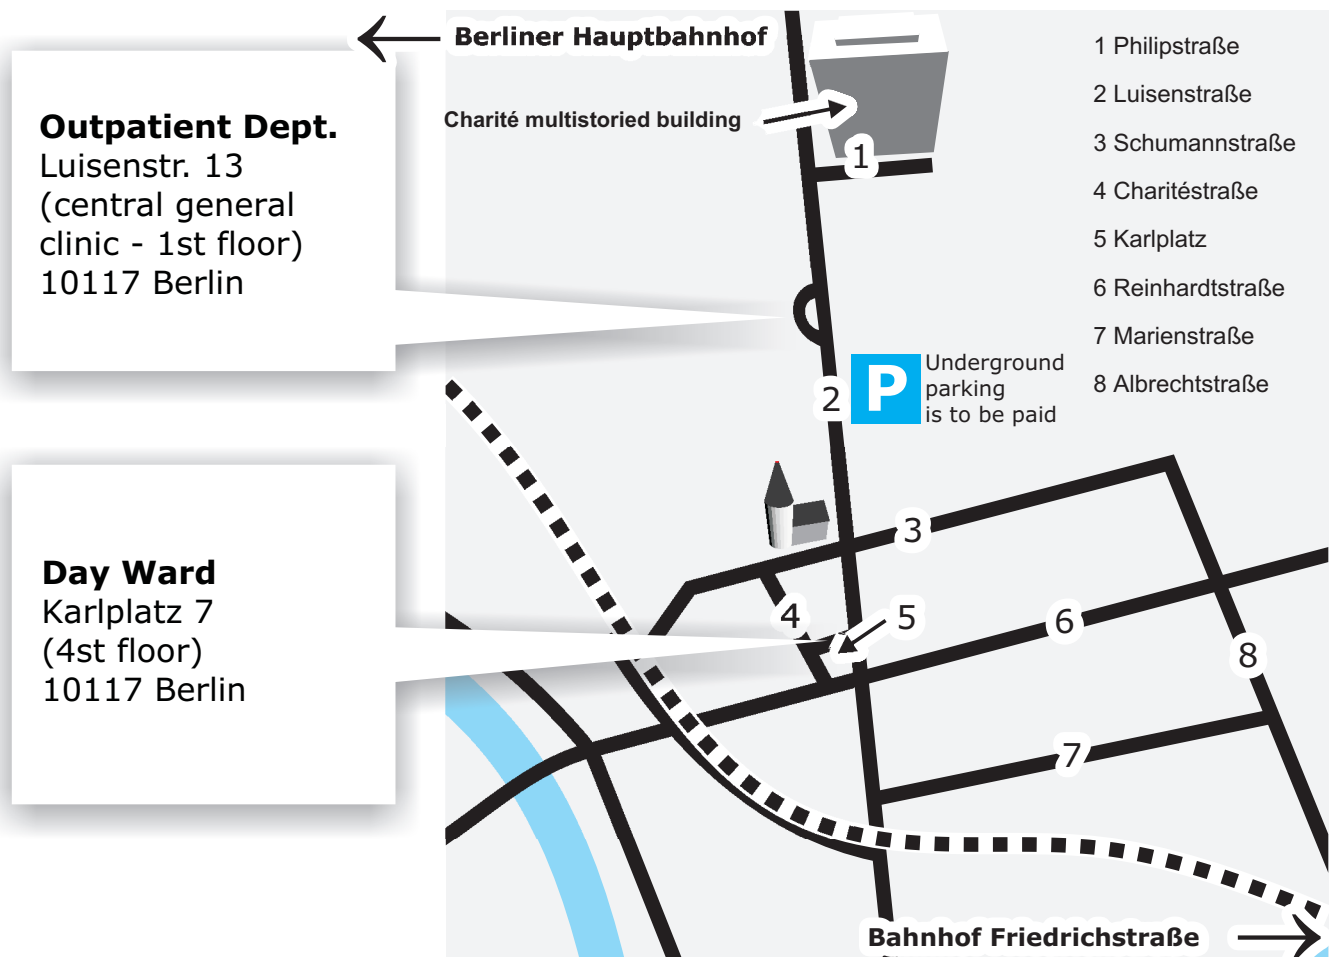 Berliner Hauptbahnhof
Outpatient Dept.
Luisenstr. 13
(central general
clinic - 1st floor)
10117 Berlin
Charité multistoried building
1 Philipstraße
2 Luisenstraße
3 Schumannstraße
4 Charitéstraße
5 Karlplatz
6 Reinhardtstraße
7 Marienstraße
8 Albrechtstraße
1
2
P
Underground
parking
is to be paid
3
Day Ward
Karlplatz 7
(4st floor)
10117 Berlin
4
5
6
8
7
Bahnhof Friedrichstraße